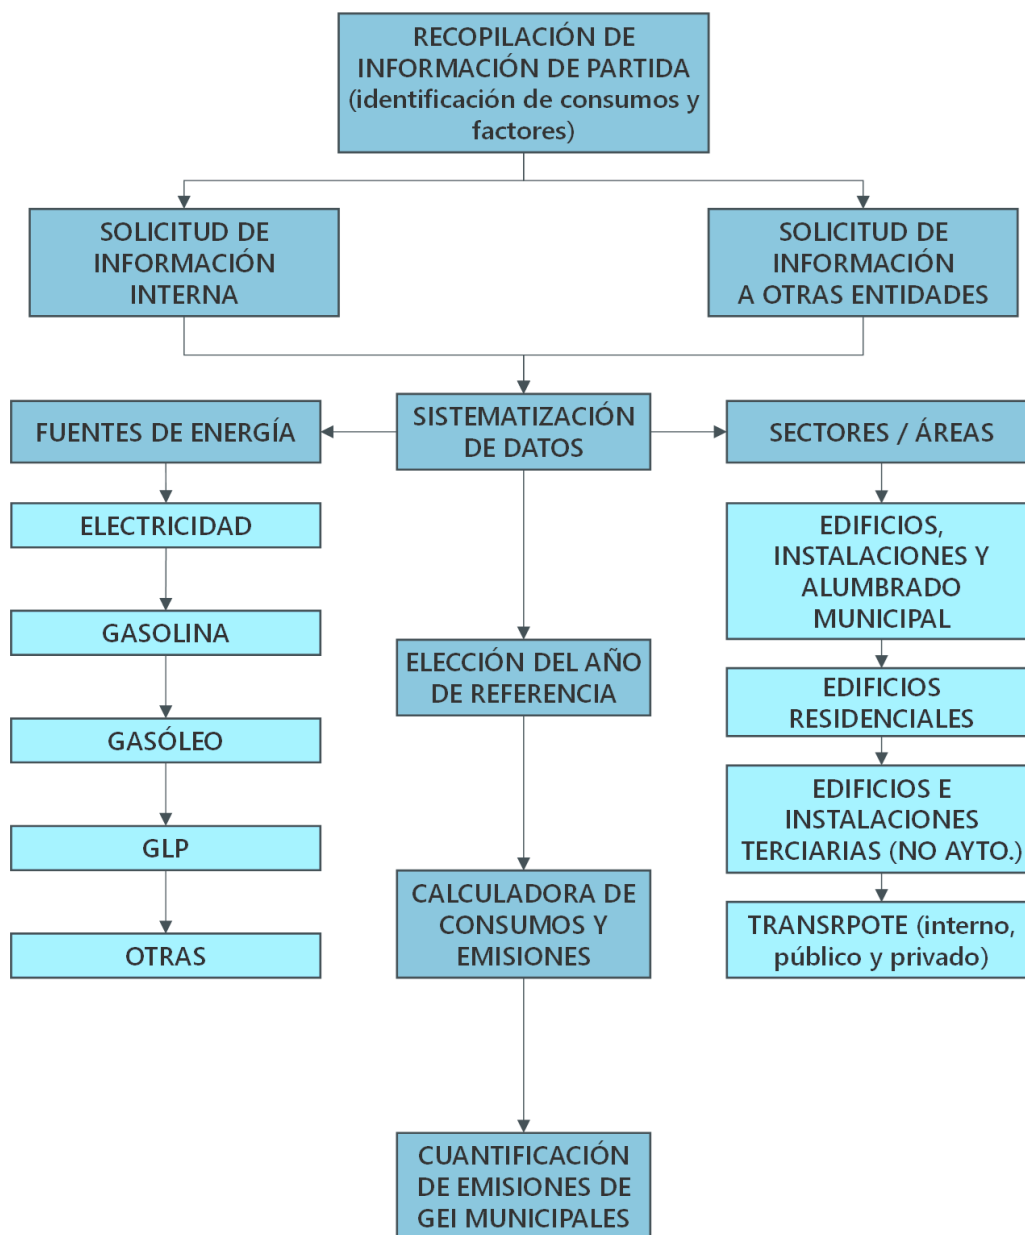 RECOPILACIÓN DE
INFORMACIÓN DE PARTIDA
(identificación de consumos y
factores)
SOLICITUD DE
INFORMACIÓN
INTERNA
SOLICITUD DE
INFORMACIÓN
A OTRAS ENTIDADES
FUENTES DE ENERGÍA
SISTEMATIZACIÓN
DE DATOS
SECTORES / ÁREAS
ELECTRICIDAD
GASOLINA
GASÓLEO
GLP
OTRAS
ELECCIÓN DEL AÑO
DE REFERENCIA
CALCULADORA DE
CONSUMOS Y
EMISIONES
CUANTIFICACIÓN
DE EMISIONES DE
GEI MUNICIPALES
EDIFICIOS,
INSTALACIONES Y
ALUMBRADO
MUNICIPAL
EDIFICIOS
RESIDENCIALES
EDIFICIOS E
INSTALACIONES
TERCIARIAS (NO AYTO.)
TRANSRPOTE (interno,
público y privado)